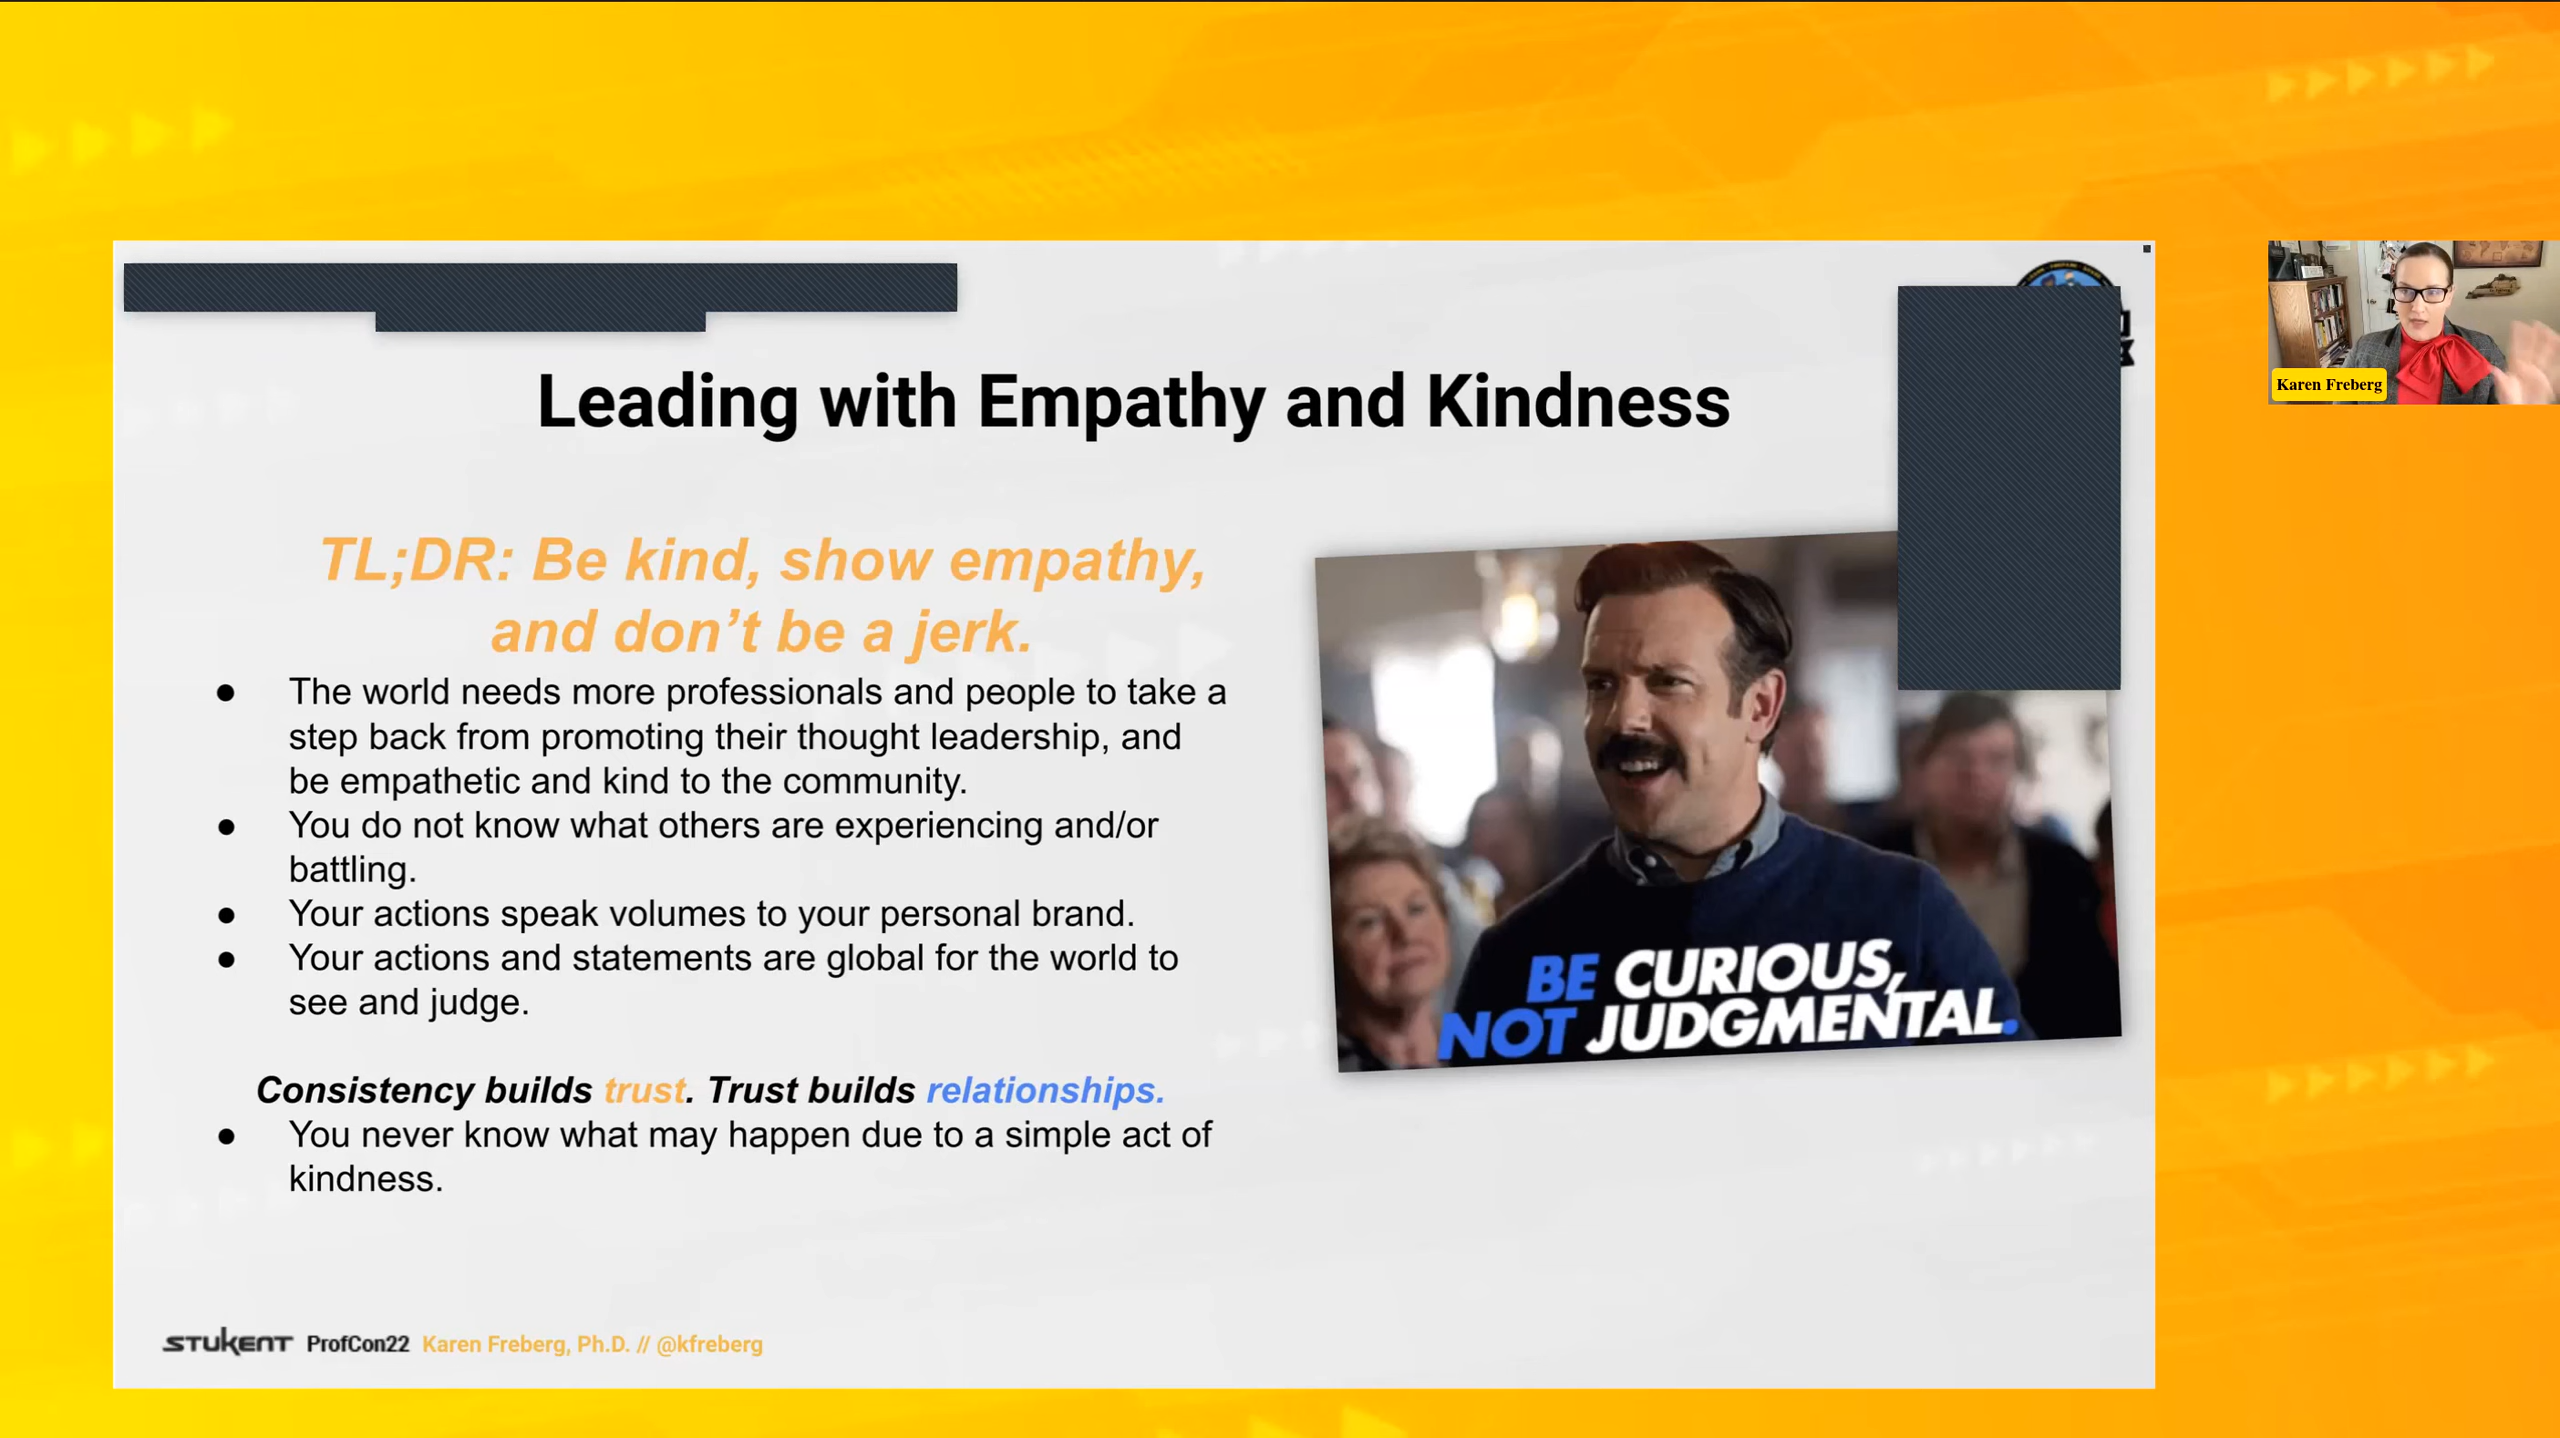 Leading with Empathy and Kindness
TL;DR: Be kind, show empathy,
and don’t be a jerk.
● The world needs more professionals and people to take a
step back from promoting their thought leadership, and
be empathetic and kind to the community.
● You do not know what others are experiencing and/or
battling.
● Your actions speak volumes to your personal brand.
● Your actions and statements are global for the world to
see and judge.
Consistency builds trust. Trust builds relationships.
● You never know what may happen due to a simple act of
kindness.
BE CURIOUS,
NOT JUDGMENTAL.
STUKENT ProfCon22 Karen Freberg, Ph.D. // @kfreberg
Karen Freberg